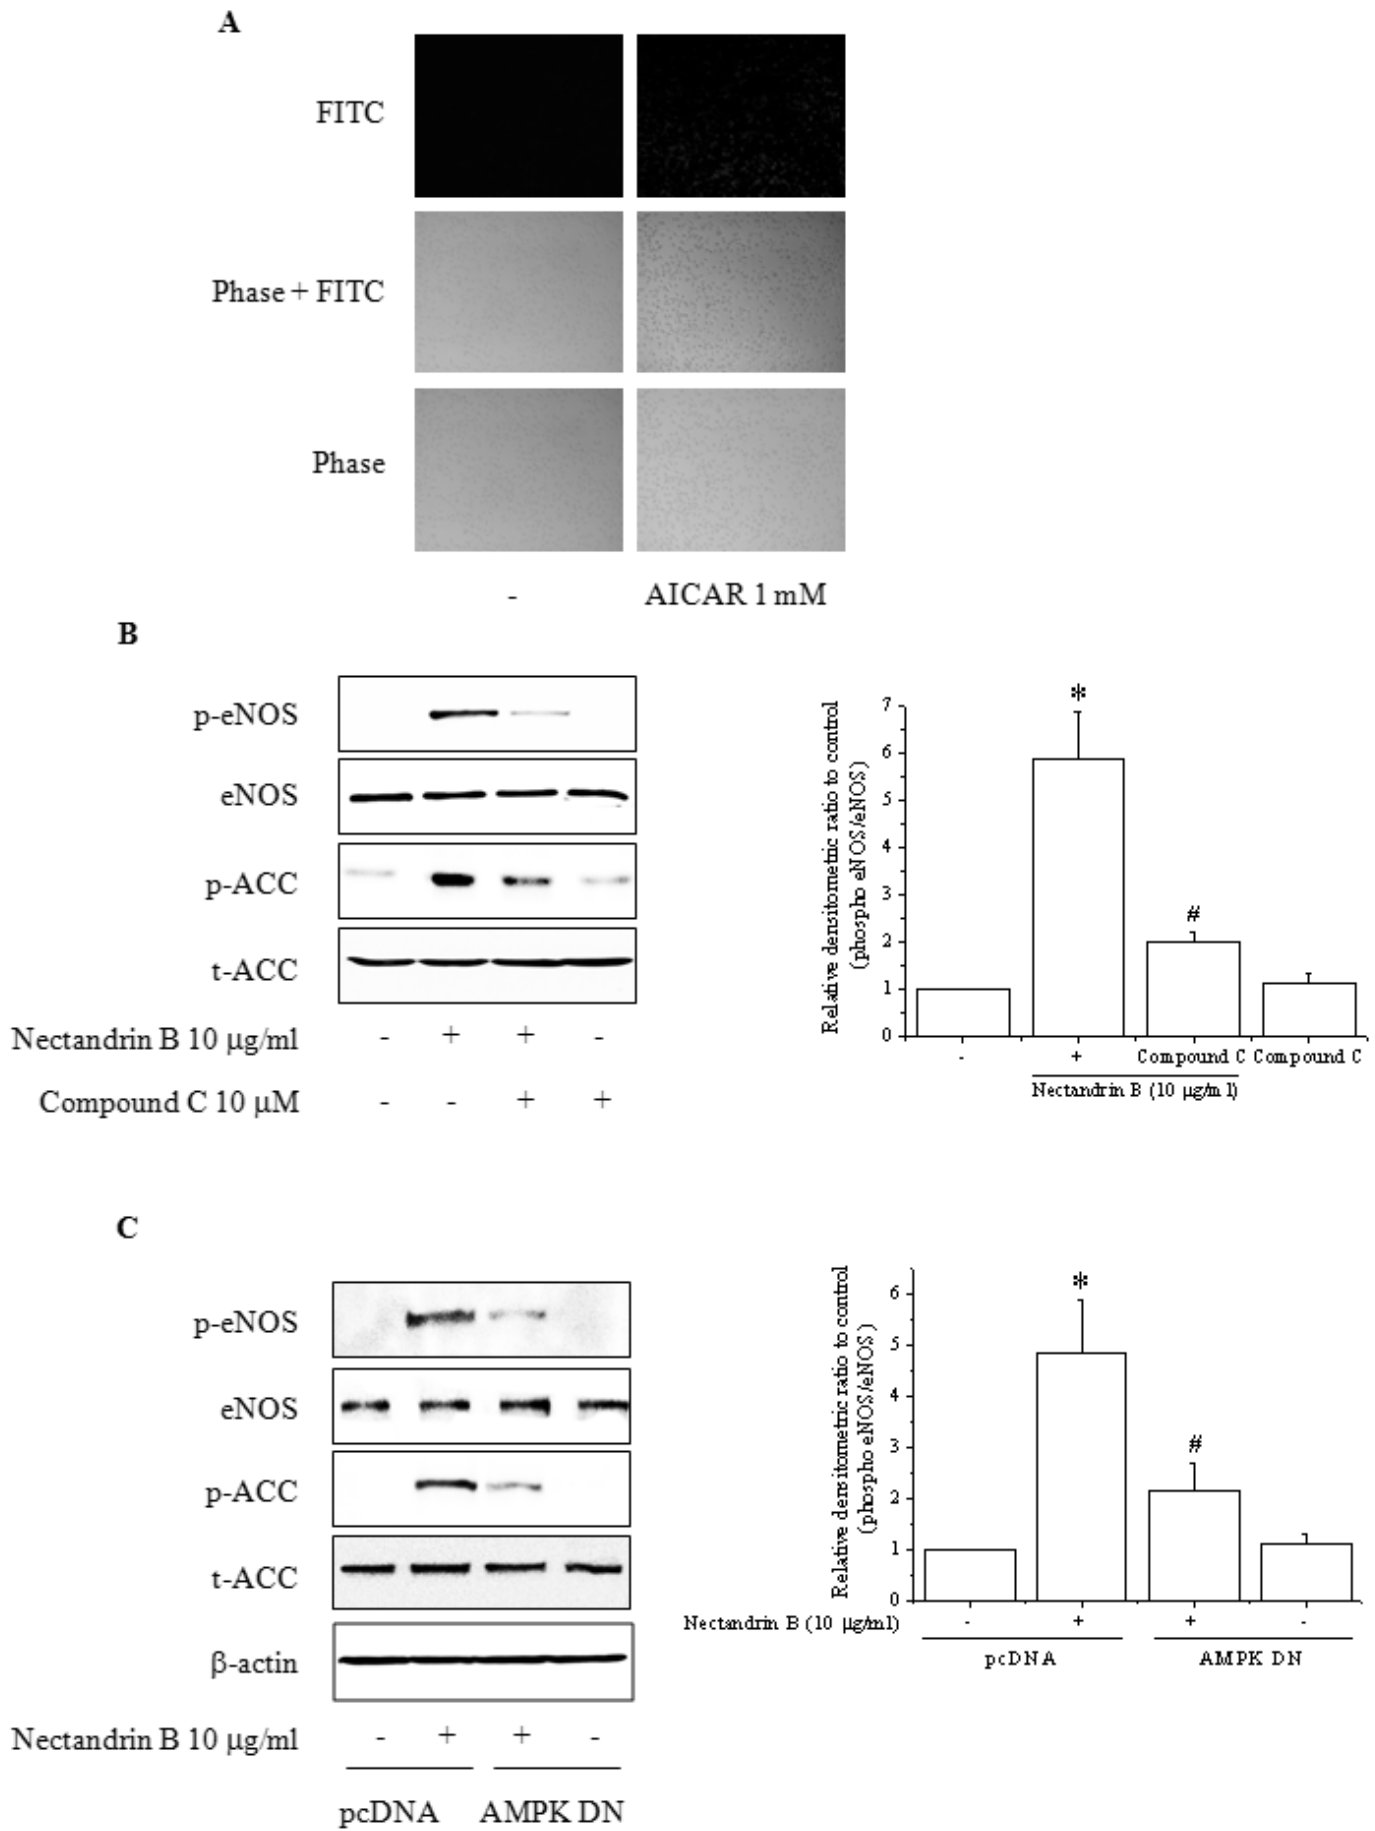 A
FITC
Phase + FITC
Phase
- AICAR 1 mM
B
p-eNOS
eNOS
p-ACC
t-ACC
Nectandrin B 10 μg/ml - + + -
Compound C 10 μM - - + +
Relative densitometric ratio to control
(phospho eNOS/eNOS)
7
6
5
4
3
2
1
0
*
#
- + Compound C Compound C
Nectandrin B (10 μg/ml)
C
p-eNOS
eNOS
p-ACC
t-ACC
β-actin
Nectandrin B 10 μg/ml - + + -
pcDNA AMPK DN
Relative densitometric ratio to control
(phospho eNOS/eNOS)
6
5
4
3
2
1
0
*
#
Nectandrin B (10 μg/ml) - + + -
pcDNA AMPK DN